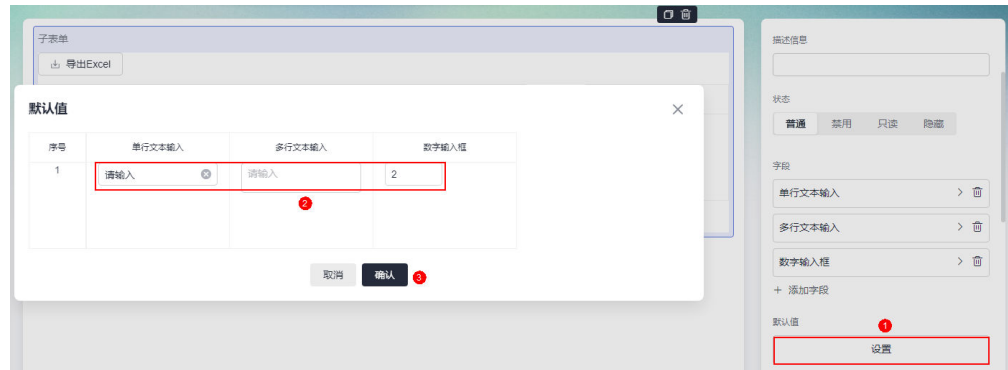 子表单
导出Excel
默认值
序号 单行文本输入 多行文本输入 数字输入框
1 请输入 请输入 2
2
取消 确认 3
描述信息
状态
普通 禁用 只读 隐藏
字段
单行文本输入
多行文本输入
数字输入框
+ 添加字段
默认值 1
设置